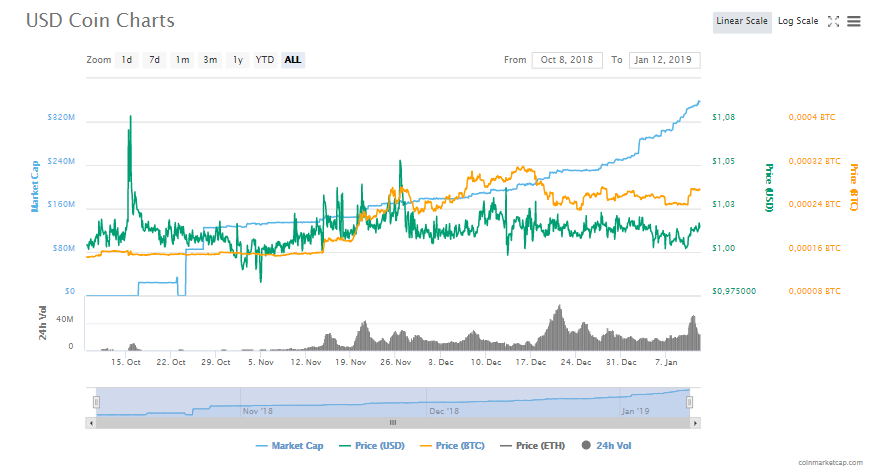 USD Coin Charts
Linear Scale Log Scale
Zoom 1d 7d 1m 3m 1y YTD ALL From Oct 8, 2018 To Jan 12, 2019
$320M $1,08 0,0004 BTC
$240M $1,05 0,00032 BTC
Market Cap Price (USD) Price (BTC)
$160M $1,03 0,00024 BTC
$80M $1,00 0,00016 BTC
$0 $0,975000 0,00008 BTC
24h Vol
40M
0
15. Oct 22. Oct 29. Oct 5. Nov 12. Nov 19. Nov 26. Nov 3. Dec 10. Dec 17. Dec 24. Dec 31. Dec 7. Jan
Nov '18 Dec '18 Jan '19
Market Cap Price (USD) Price (BTC) Price (ETH) 24h Vol
coinmarketcap.com